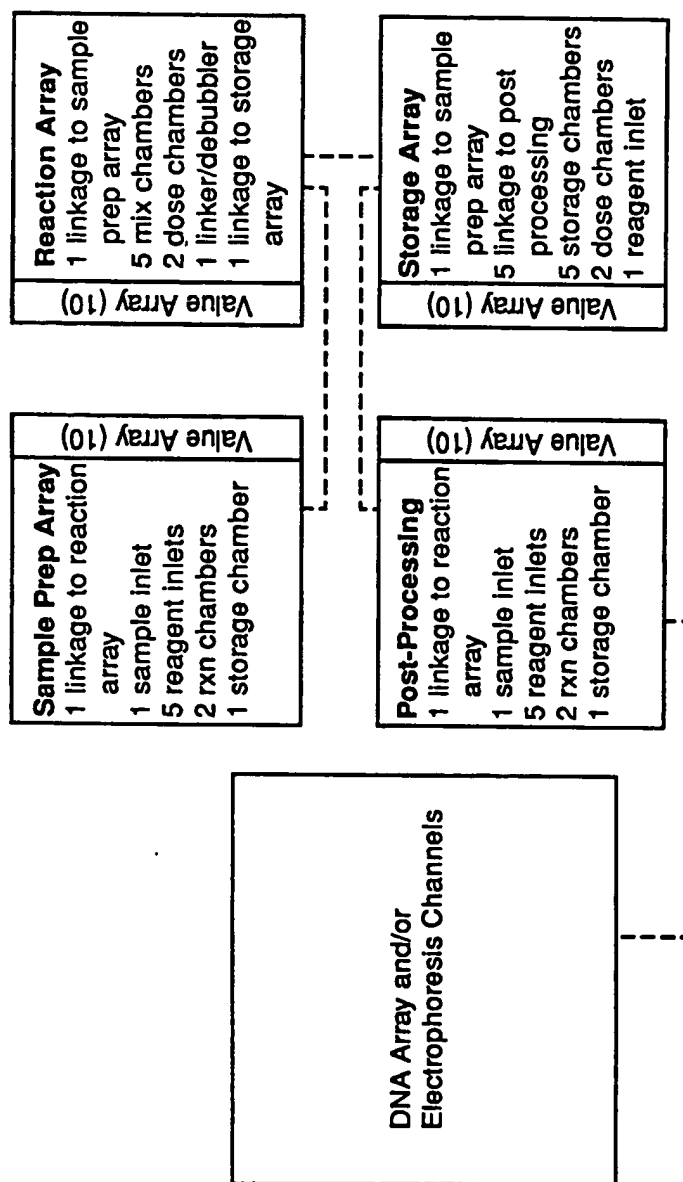 Sample Prep Array
1 linkage to reaction
array
1 sample inlet
5 reagent inlets
2 rxn chambers
1 storage chamber
Value Array (10)
Value Array (10)
Reaction Array
1 linkage to sample
prep array
5 mix chambers
2 dose chambers
1 linker/debubbler
1 linkage to storage
array
DNA Array and/or
Electrophoresis Channels
Post-Processing
1 linkage to reaction
array
1 sample inlet
5 reagent inlets
2 rxn chambers
1 storage chamber
Value Array (10)
Value Array (10)
Storage Array
1 linkage to sample
prep array
5 linkage to post
processing
5 storage chambers
2 dose chambers
1 reagent inlet